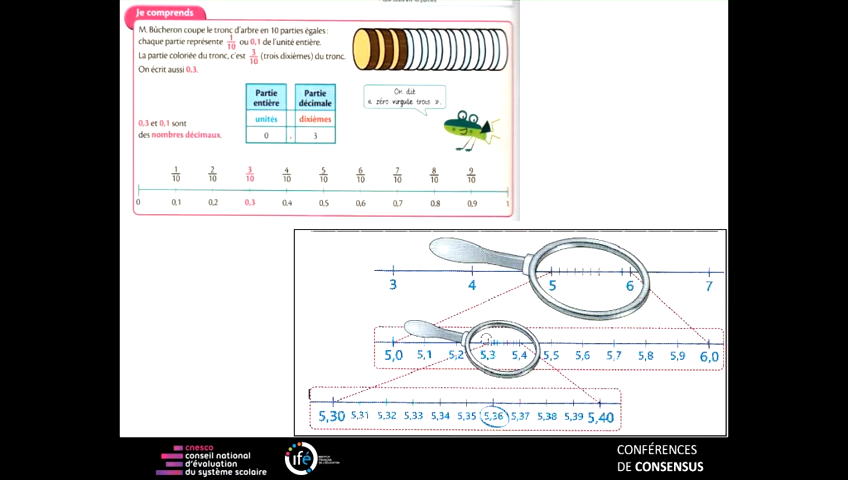 Je comprends
M. Bûcheron coupe le tronc d'arbre en 10 parties égales :
chaque partie représente 1/10 ou 0,1 de l'unité entière.
La partie coloriée du tronc, c'est 3/10 (trois dixièmes) du tronc.
On écrit aussi 0,3.
Partie entière Partie décimale
unités dixièmes
0 , 3
On dit
« zéro virgule trois ».
0,3 et 0,1 sont
des nombres décimaux.
1/10 2/10 3/10 4/10 5/10 6/10 7/10 8/10 9/10
0 0,1 0,2 0,3 0,4 0,5 0,6 0,7 0,8 0,9 1
3 4 5 6 7
5,0 5,1 5,2 5,3 5,4 5,5 5,6 5,7 5,8 5,9 6,0
5,30 5,31 5,32 5,33 5,34 5,35 5,36 5,37 5,38 5,39 5,40
cnesco
conseil national
d'évaluation
du système scolaire
ifé
CONFÉRENCES
DE CONSENSUS